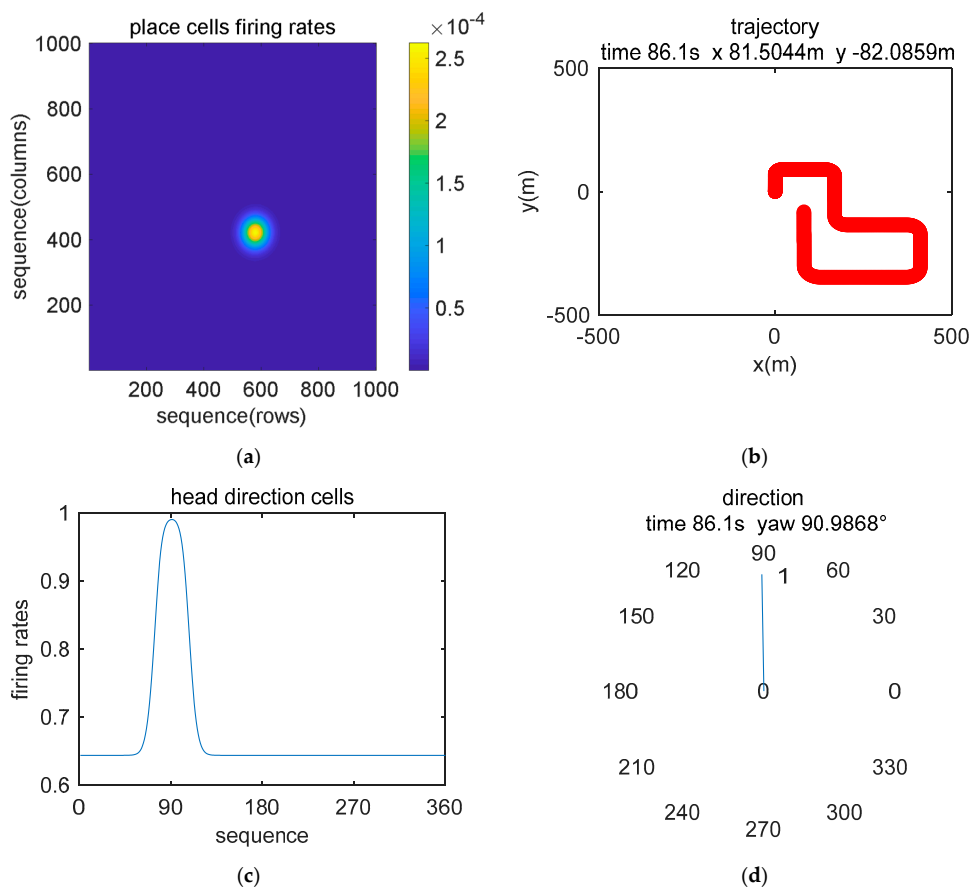 place cells firing rates
×10⁻⁴
1000
800
600
400
200
sequence(columns)
200 400 600 800 1000
sequence(rows)
2.5
2
1.5
1
0.5
(a)
trajectory
time 86.1s x 81.5044m y -82.0859m
500
0
-500
y(m)
-500 0 500
x(m)
(b)
head direction cells
1
0.9
0.8
0.7
0.6
firing rates
0 90 180 270 360
sequence
(c)
direction
time 86.1s yaw 90.9868°
90
120 1 60
150 30
180 0 0
210 330
240 300
270
(d)